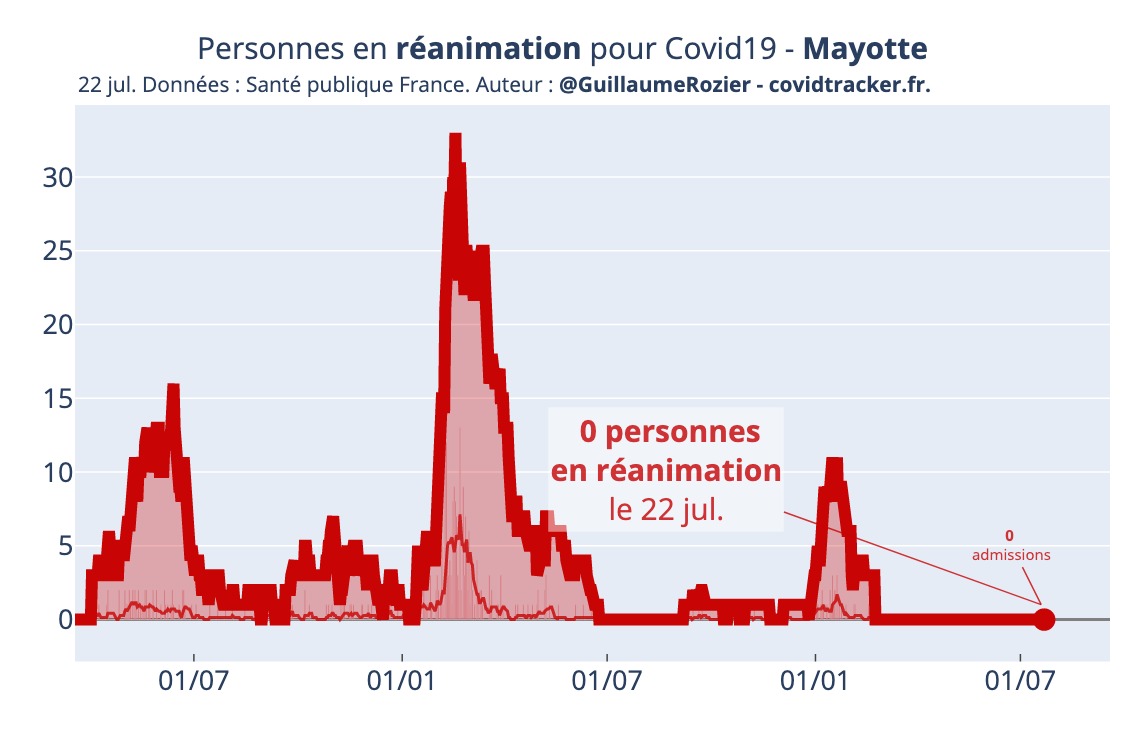 Personnes en réanimation pour Covid19 - Mayotte
22 jul. Données : Santé publique France. Auteur : @GuillaumeRozier - covidtracker.fr.
30
25
20
15
10
5
0
0 personnes
en réanimation
le 22 jul.
0
admissions
01/07
01/01
01/07
01/01
01/07